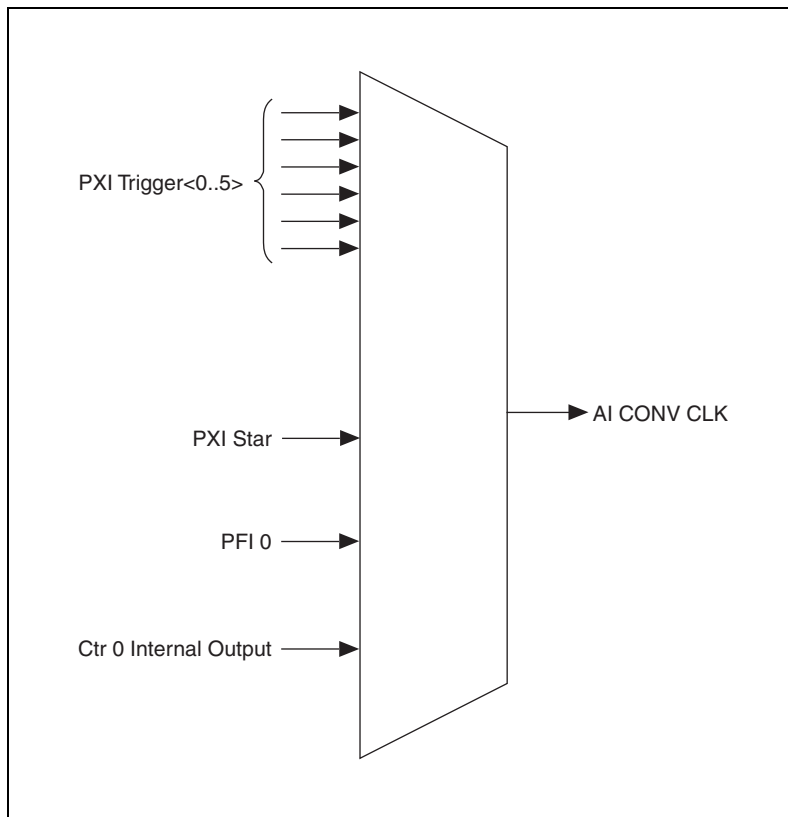 PXI Trigger<0..5>
AI CONV CLK
PXI Star
PFI 0
Ctr 0 Internal Output